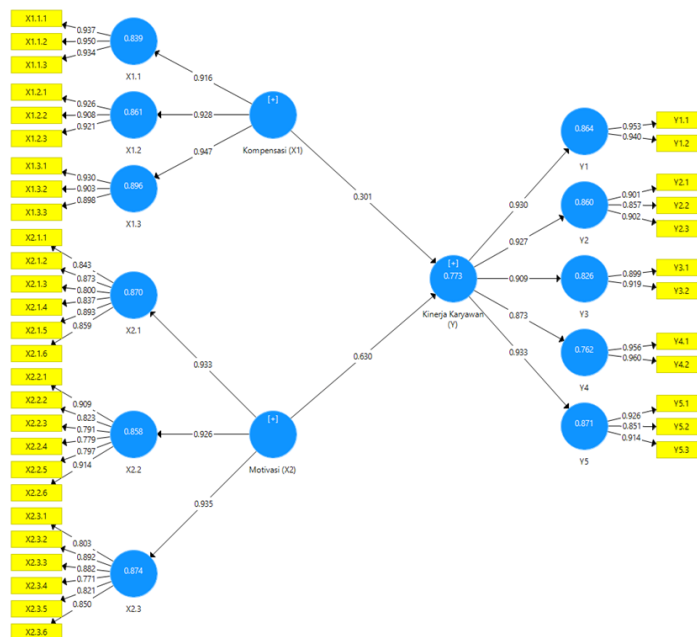 X1.1.1
X1.1.2
X1.1.3
0.937
0.950
0.934
0.839
X1.1
X1.2.1
X1.2.2
X1.2.3
0.926
0.908
0.921
0.861
X1.2
X1.3.1
X1.3.2
X1.3.3
0.930
0.903
0.898
0.896
X1.3
0.916
0.928
0.947
[+]
Kompensasi (X1)
0.301
X2.1.1
X2.1.2
X2.1.3
X2.1.4
X2.1.5
X2.1.6
0.843
0.873
0.800
0.837
0.893
0.859
0.870
X2.1
X2.2.1
X2.2.2
X2.2.3
X2.2.4
X2.2.5
X2.2.6
0.909
0.823
0.791
0.779
0.797
0.914
0.858
X2.2
X2.3.1
X2.3.2
X2.3.3
X2.3.4
X2.3.5
X2.3.6
0.803
0.892
0.882
0.771
0.821
0.850
0.874
X2.3
0.933
0.926
0.935
[+]
Motivasi (X2)
0.630
[+]
0.773
Kinerja Karyawan
(Y)
0.930
0.927
0.909
0.873
0.933
0.864
Y1
0.953
0.940
Y1.1
Y1.2
0.860
Y2
0.901
0.857
0.902
Y2.1
Y2.2
Y2.3
0.826
Y3
0.899
0.919
Y3.1
Y3.2
0.762
Y4
0.956
0.960
Y4.1
Y4.2
0.871
Y5
0.926
0.851
0.914
Y5.1
Y5.2
Y5.3